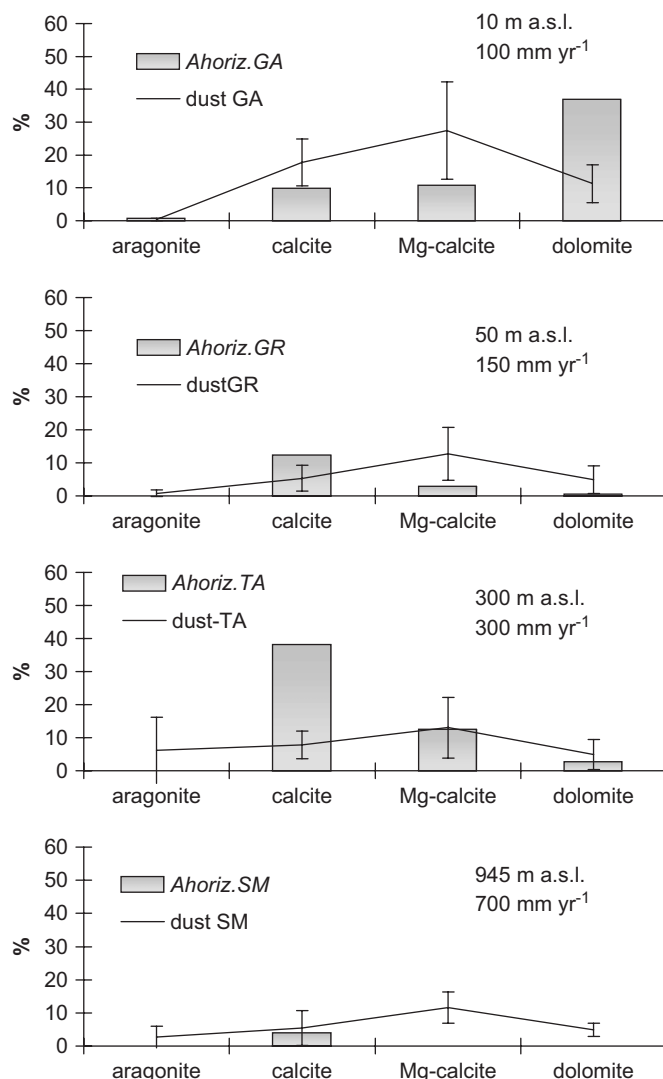 60
50
40
30
20
10
0
%
Ahoriz.GA
dust GA
10 m a.s.l.
100 mm yr-1
aragonite calcite Mg-calcite dolomite
60
50
40
30
20
10
0
%
Ahoriz.GR
dustGR
50 m a.s.l.
150 mm yr-1
aragonite calcite Mg-calcite dolomite
60
50
40
30
20
10
0
%
Ahoriz.TA
dust-TA
300 m a.s.l.
300 mm yr-1
aragonite calcite Mg-calcite dolomite
60
50
40
30
20
10
0
%
Ahoriz.SM
dust SM
945 m a.s.l.
700 mm yr-1
aragonite calcite Mg-calcite dolomite